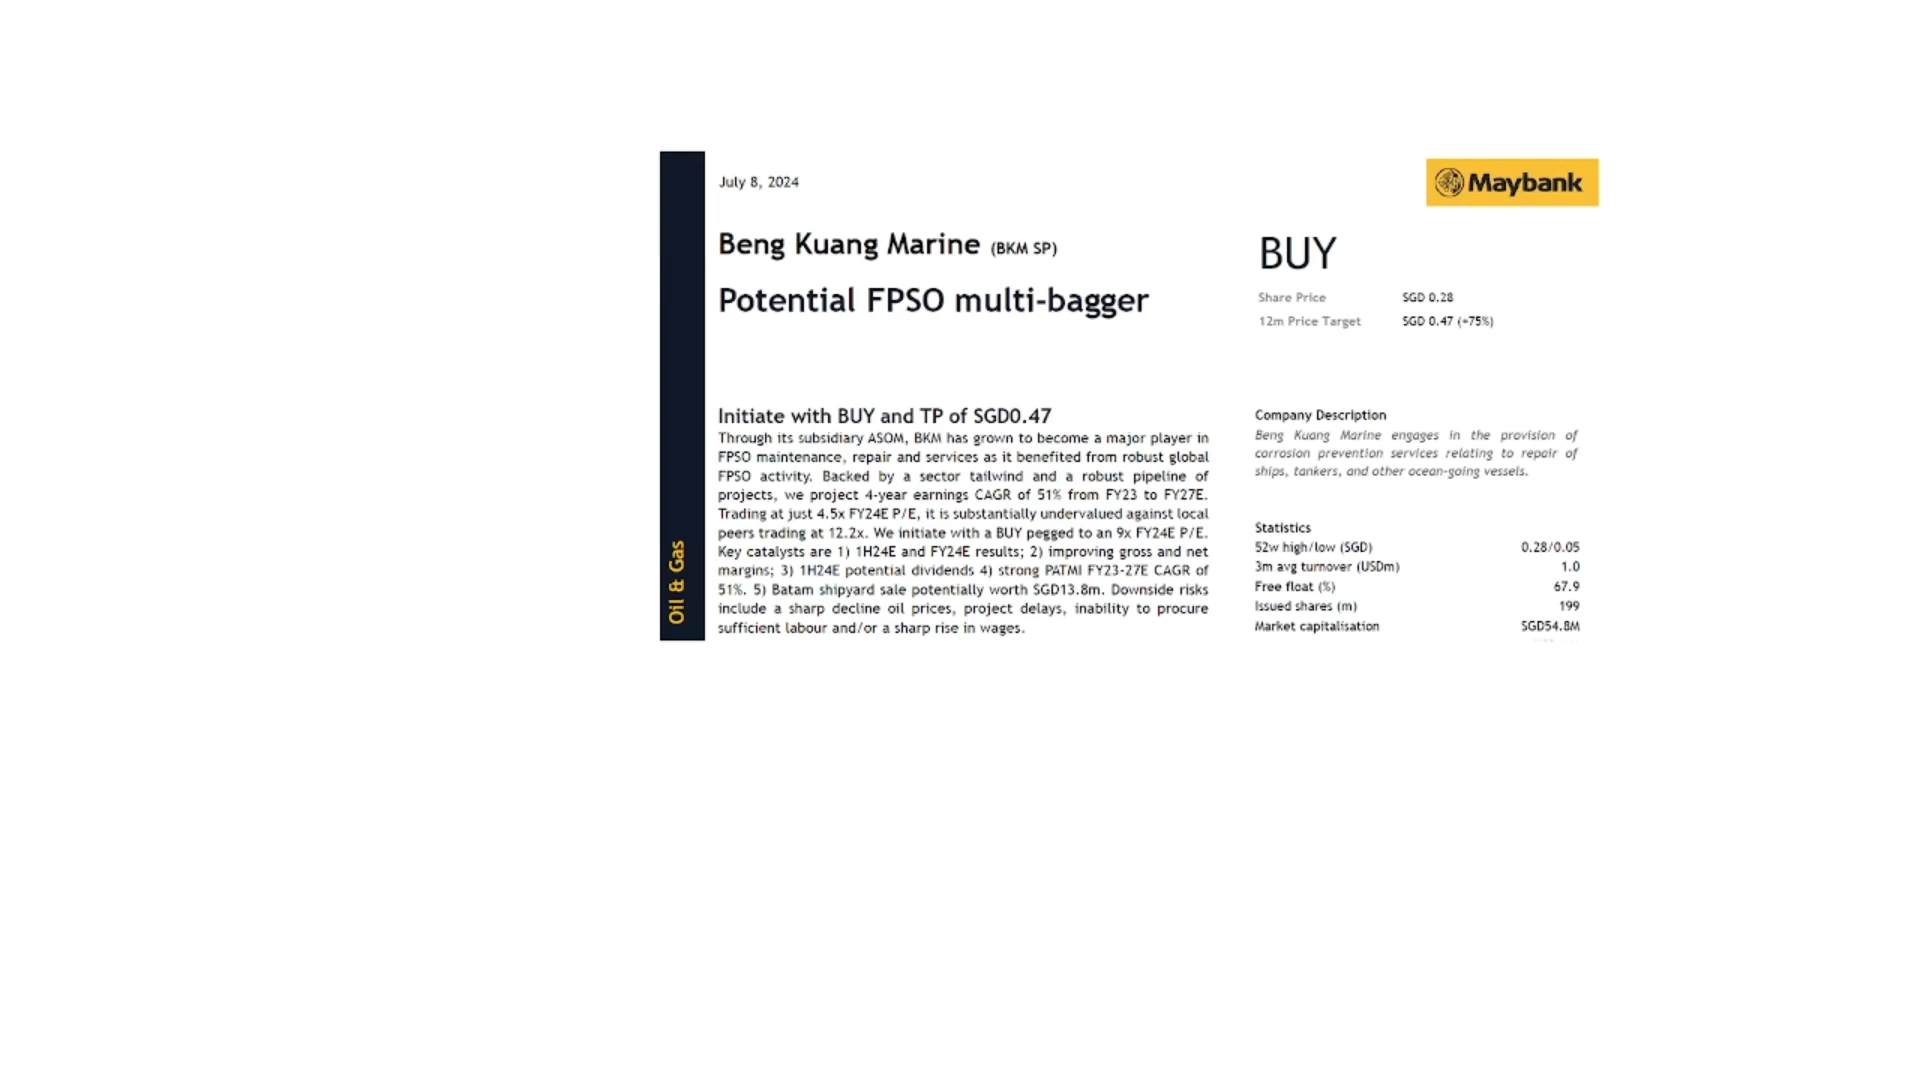 July 8, 2024
Maybank
Beng Kuang Marine (BKM SP)
Potential FPSO multi-bagger
BUY
Share Price SGD 0.28
12m Price Target SGD 0.47 (+75%)
Oil & Gas
Initiate with BUY and TP of SGD0.47
Through its subsidiary ASOM, BKM has grown to become a major player in
FPSO maintenance, repair and services as it benefited from robust global
FPSO activity. Backed by a sector tailwind and a robust pipeline of
projects, we project 4-year earnings CAGR of 51% from FY23 to FY27E.
Trading at just 4.5x FY24E P/E, it is substantially undervalued against local
peers trading at 12.2x. We initiate with a BUY pegged to an 9x FY24E P/E.
Key catalysts are 1) 1H24E and FY24E results; 2) improving gross and net
margins; 3) 1H24E potential dividends 4) strong PATMI FY23-27E CAGR of
51%. 5) Batam shipyard sale potentially worth SGD13.8m. Downside risks
include a sharp decline oil prices, project delays, inability to procure
sufficient labour and/or a sharp rise in wages.
Company Description
Beng Kuang Marine engages in the provision of
corrosion prevention services relating to repair of
ships, tankers, and other ocean-going vessels.
Statistics
52w high/low (SGD) 0.28/0.05
3m avg turnover (USDm) 1.0
Free float (%) 67.9
Issued shares (m) 199
Market capitalisation SGD54.8M